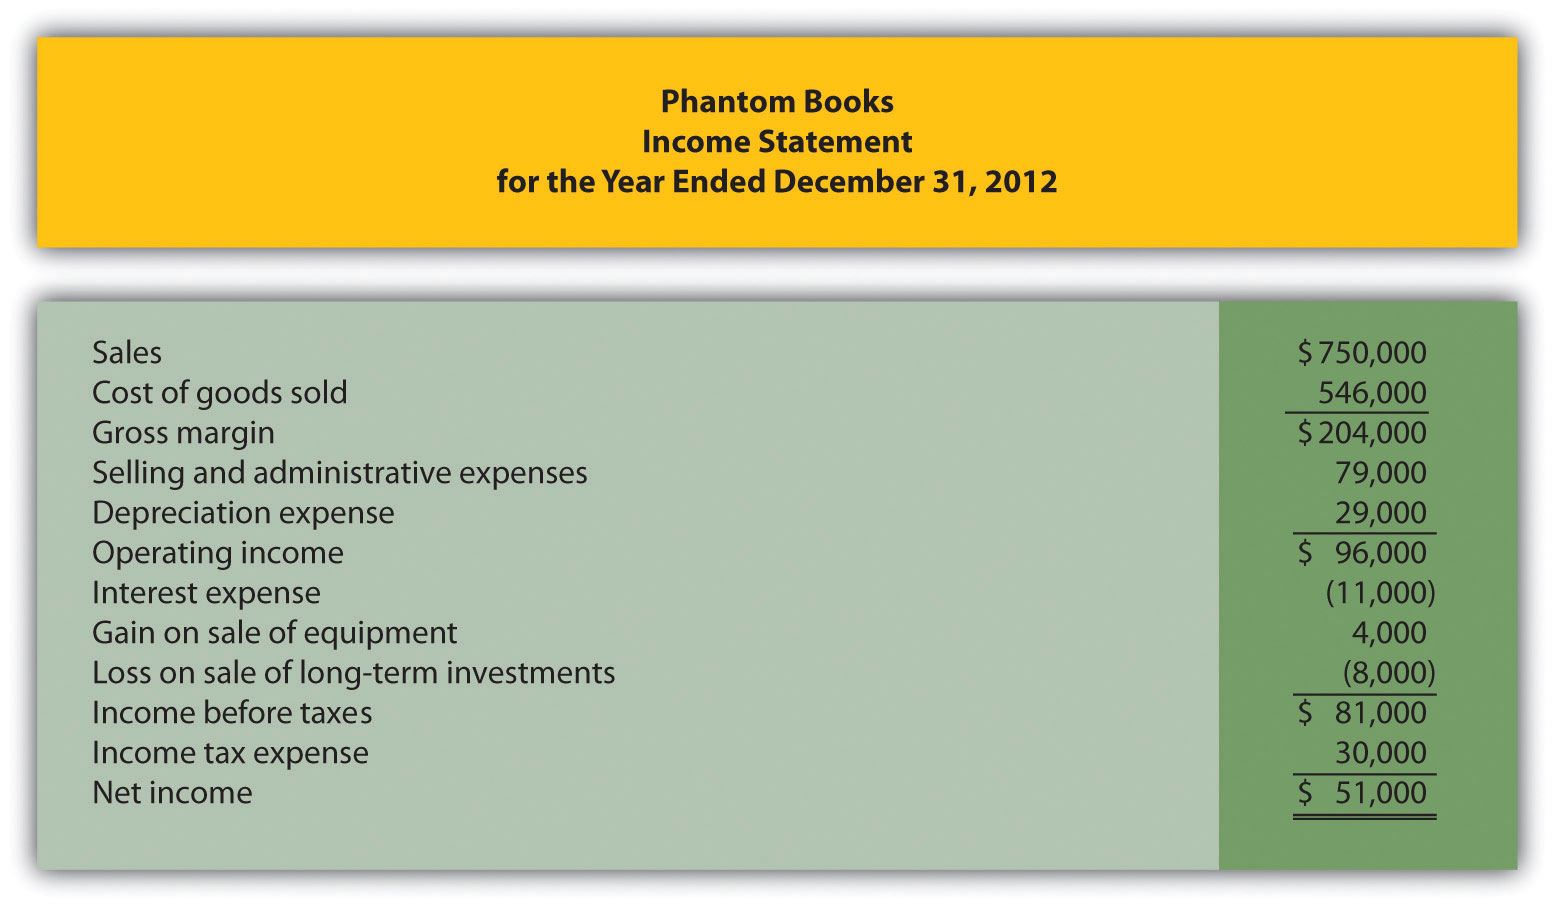 Phantom Books
Income Statement
for the Year Ended December 31, 2012
Sales $750,000
Cost of goods sold 546,000
Gross margin $204,000
Selling and administrative expenses 79,000
Depreciation expense 29,000
Operating income $ 96,000
Interest expense (11,000)
Gain on sale of equipment 4,000
Loss on sale of long-term investments (8,000)
Income before taxes $ 81,000
Income tax expense 30,000
Net income $ 51,000